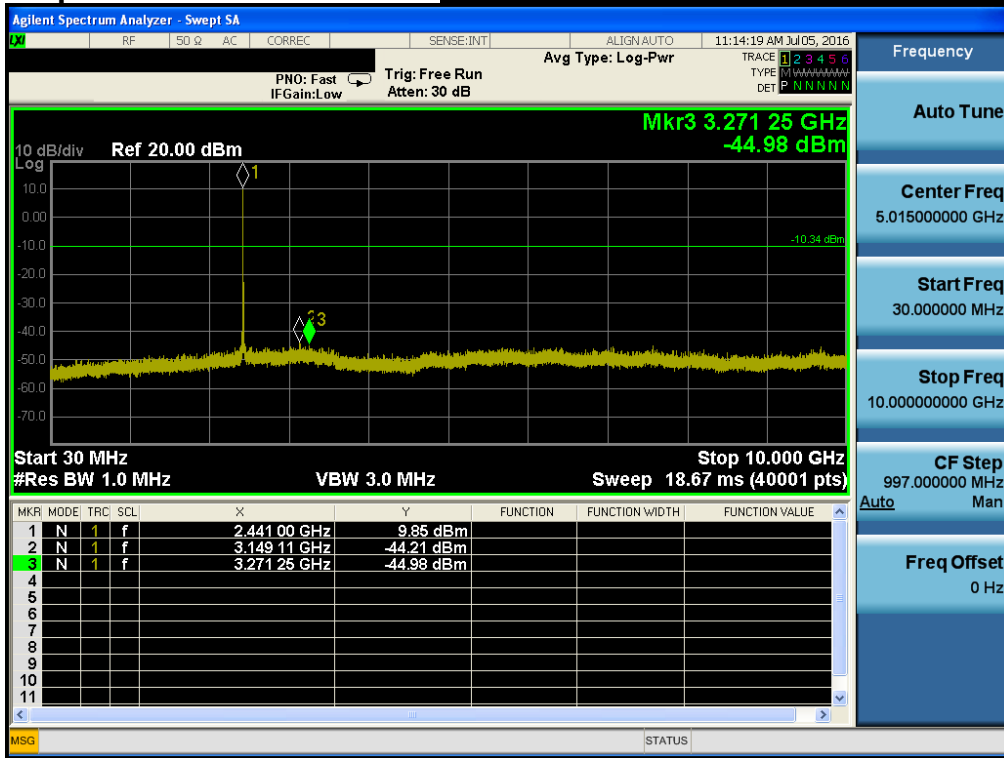 Agilent Spectrum Analyzer - Swept SA
LXI RF 50 Ω AC CORREC SENSE:INT ALIGN AUTO 11:14:19 AM Jul 05, 2016
Avg Type: Log-Pwr
TRACE 1 2 3 4 5 6
PNO: Fast
Trig: Free Run
TYPE M
IFGain:Low
Atten: 30 dB
DET P N N N N N
Mkr3 3.271 25 GHz
-44.98 dBm
10 dB/div Ref 20.00 dBm
Log
1
10.0
0.00
-10.0
-10.34 dBm
-20.0
-30.0
2 3
-40.0
-50.0
-60.0
-70.0
Start 30 MHz Stop 10.000 GHz
#Res BW 1.0 MHz VBW 3.0 MHz Sweep 18.67 ms (40001 pts)
MKR MODE TRC SCL X Y FUNCTION FUNCTION WIDTH FUNCTION VALUE
1 N 1 f 2.441 00 GHz 9.85 dBm
2 N 1 f 3.149 11 GHz -44.21 dBm
3 N 1 f 3.271 25 GHz -44.98 dBm
4
5
6
7
8
9
10
11
MSG STATUS
Frequency
Auto Tune
Center Freq
5.015000000 GHz
Start Freq
30.000000 MHz
Stop Freq
10.000000000 GHz
CF Step
997.000000 MHz
Auto Man
Freq Offset
0 Hz